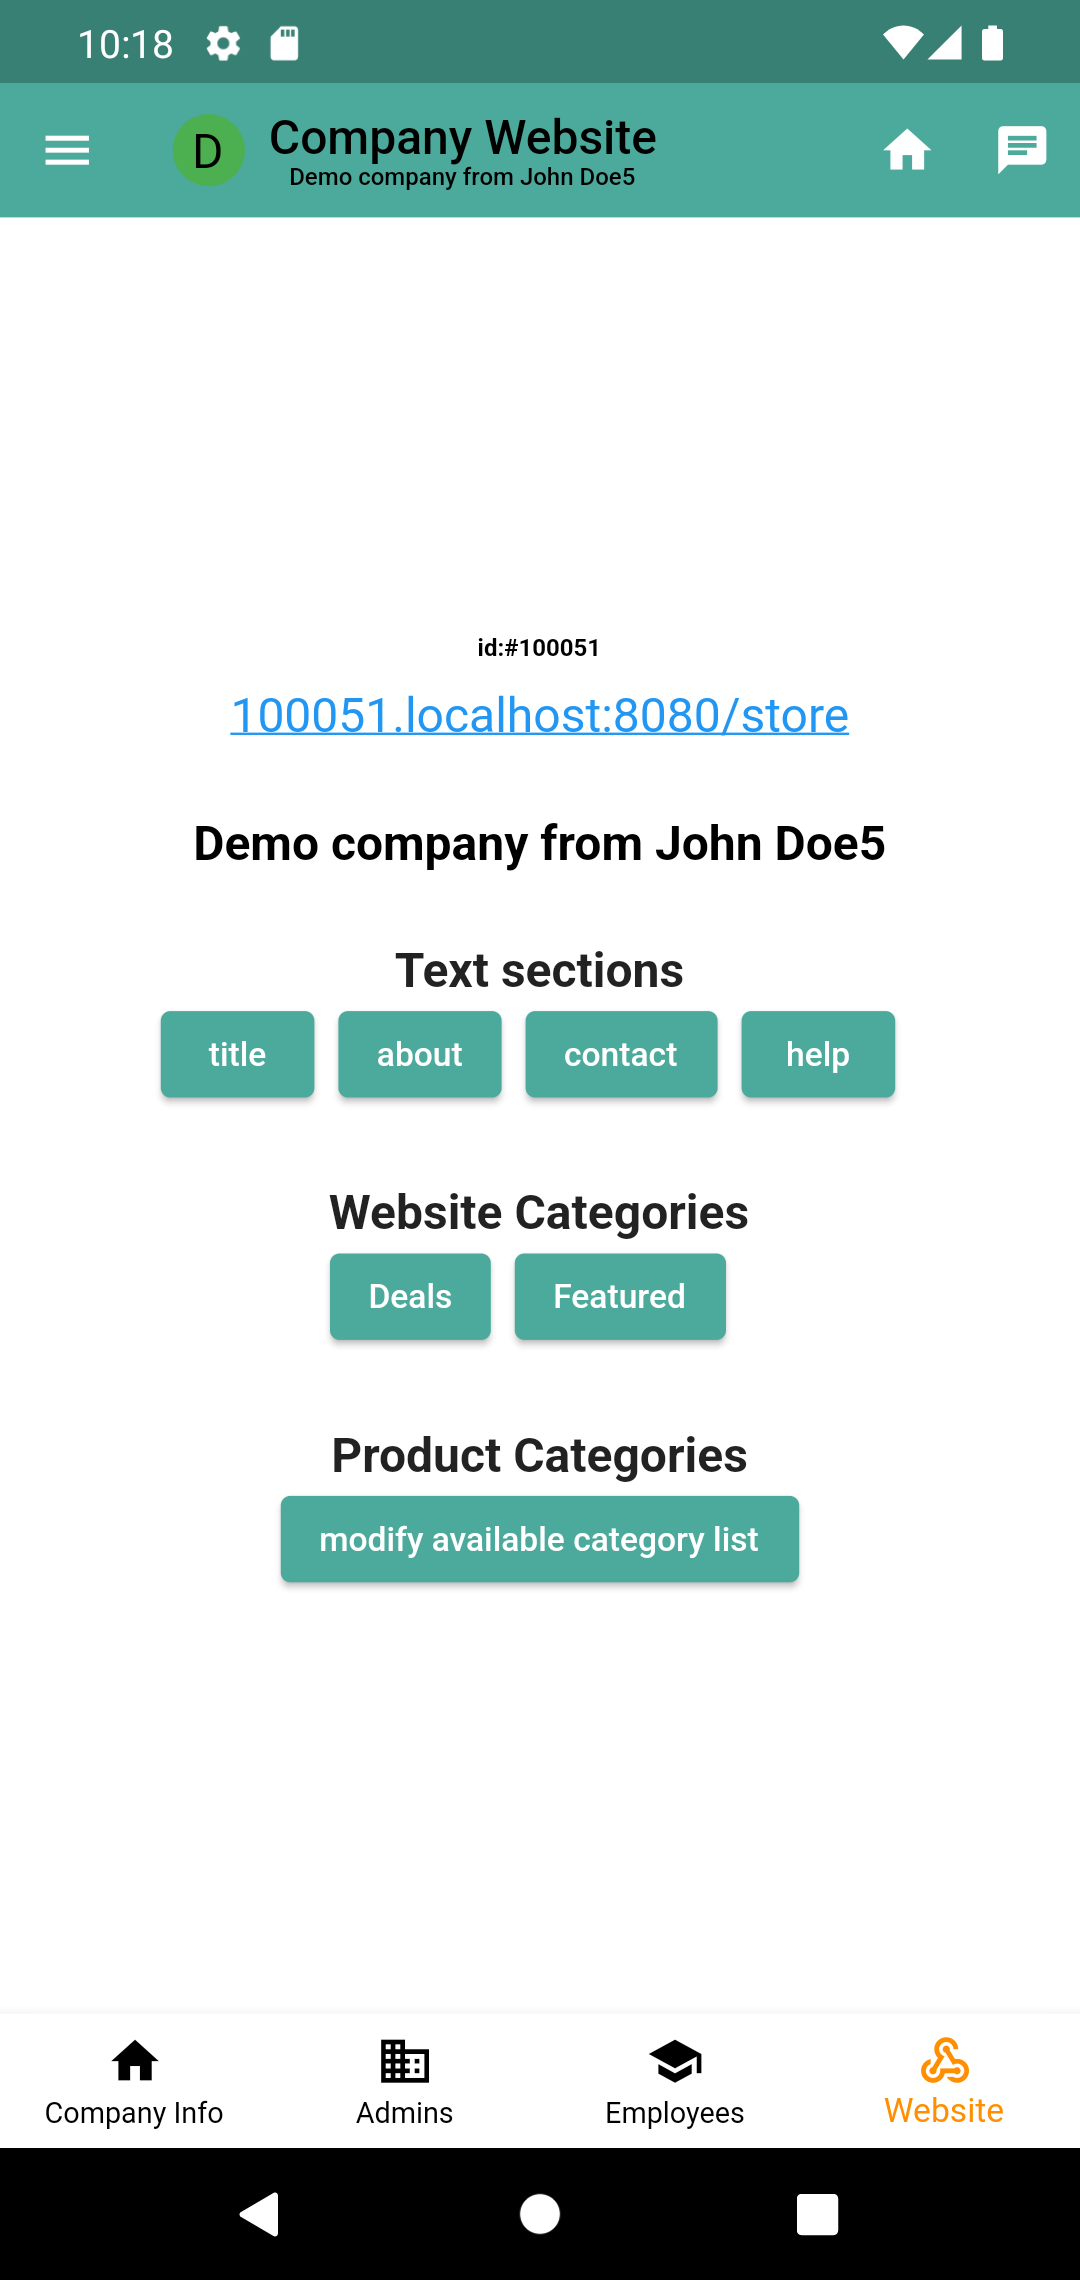 10:18
D
Company Website
Demo company from John Doe5
id:#100051
100051.localhost:8080/store
Demo company from John Doe5
Text sections
title about contact help
Website Categories
Deals Featured
Product Categories
modify available category list
Company Info Admins Employees Website